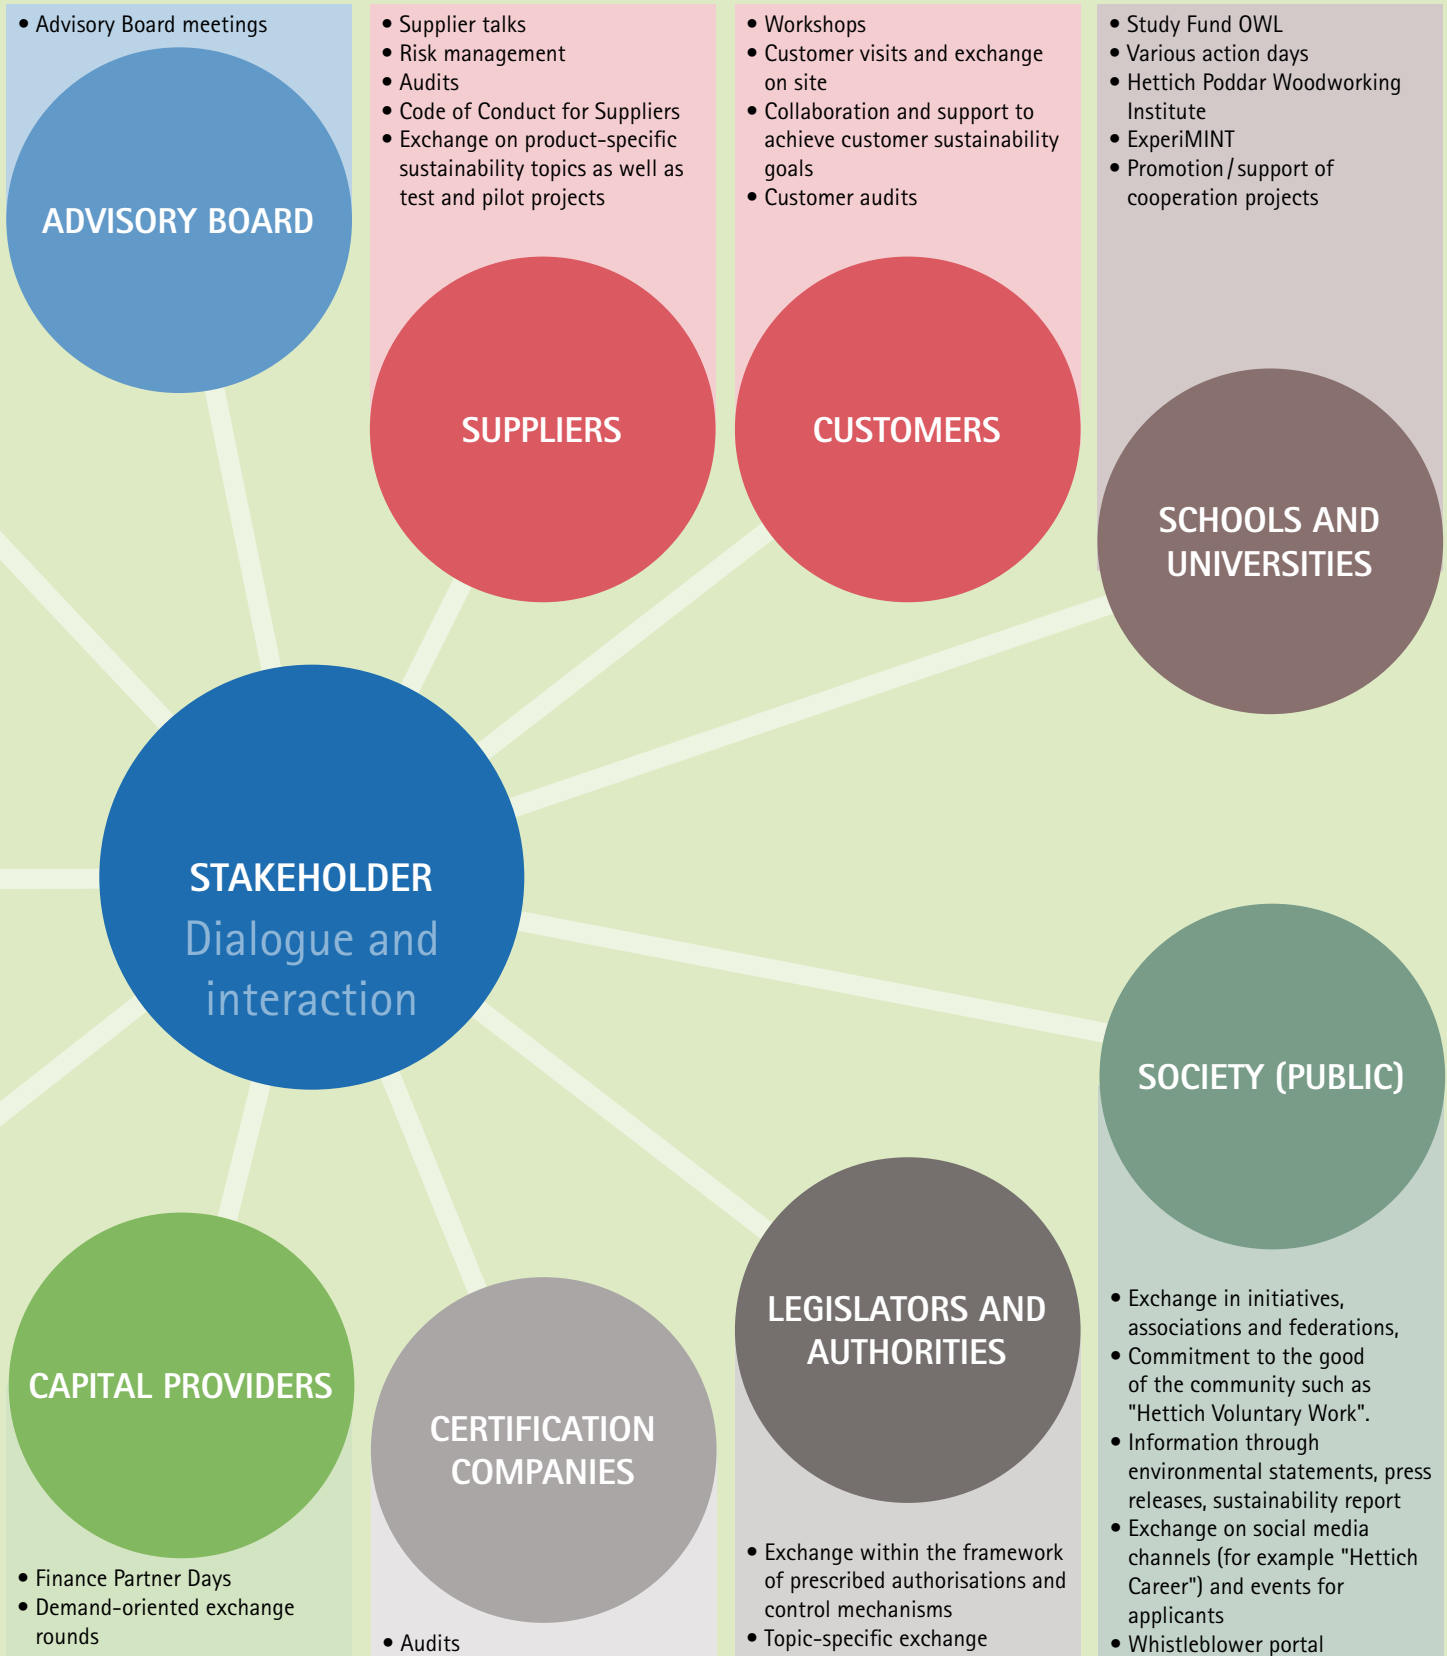 • Advisory Board meetings
ADVISORY BOARD
• Supplier talks
• Risk management
• Audits
• Code of Conduct for Suppliers
• Exchange on product-specific
sustainability topics as well as
test and pilot projects
SUPPLIERS
• Workshops
• Customer visits and exchange
on site
• Collaboration and support to
achieve customer sustainability
goals
• Customer audits
CUSTOMERS
• Study Fund OWL
• Various action days
• Hettich Poddar Woodworking
Institute
• ExperiMINT
• Promotion / support of
cooperation projects
SCHOOLS AND
UNIVERSITIES
STAKEHOLDER
Dialogue and
interaction
CAPITAL PROVIDERS
• Finance Partner Days
• Demand-oriented exchange
rounds
CERTIFICATION
COMPANIES
• Audits
LEGISLATORS AND
AUTHORITIES
• Exchange within the framework
of prescribed authorisations and
control mechanisms
• Topic-specific exchange
SOCIETY (PUBLIC)
• Exchange in initiatives,
associations and federations,
• Commitment to the good
of the community such as
"Hettich Voluntary Work".
• Information through
environmental statements, press
releases, sustainability report
• Exchange on social media
channels (for example "Hettich
Career") and events for
applicants
• Whistleblower portal